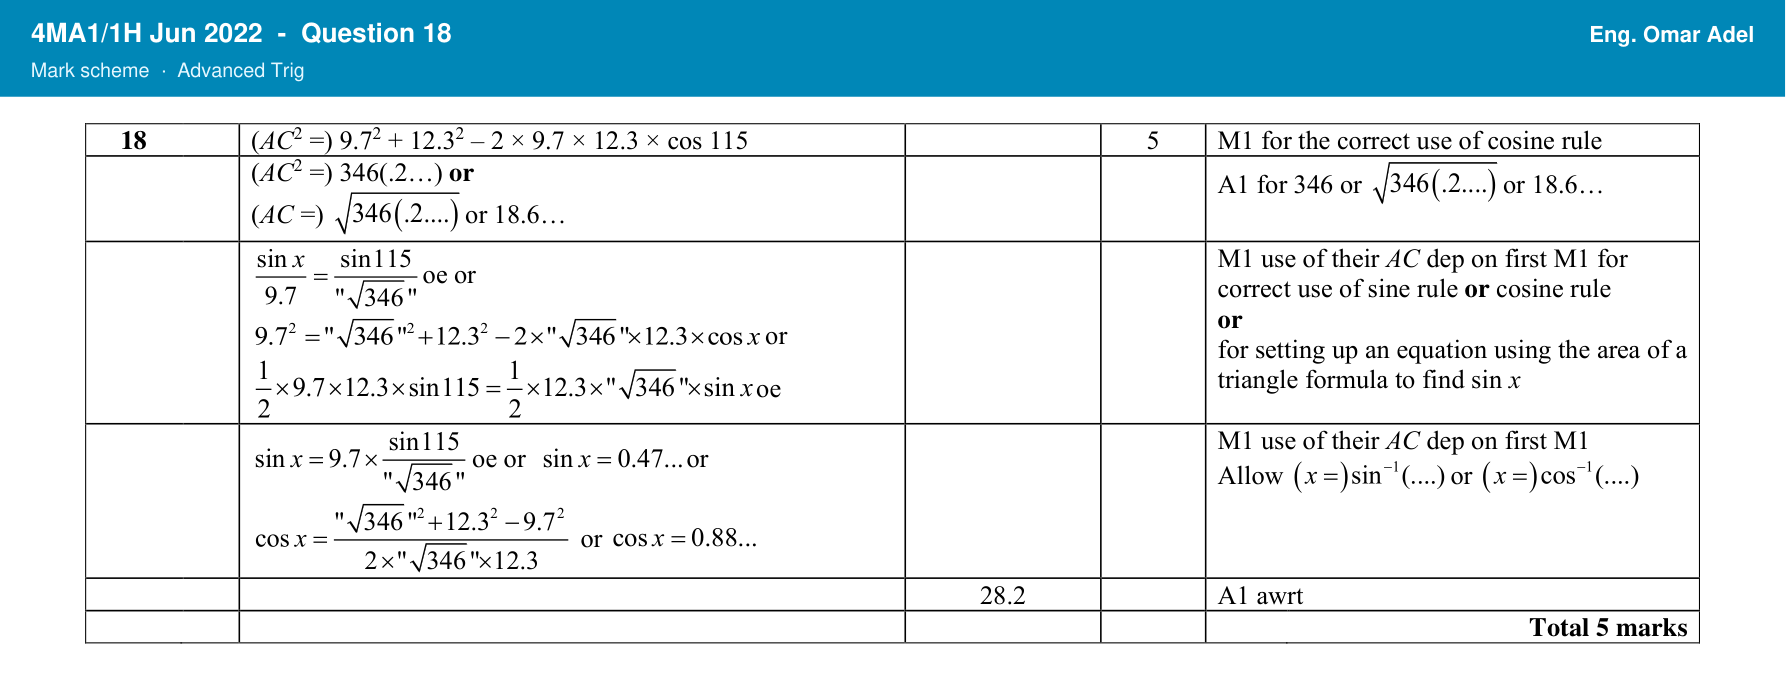 4MA1/1H Jun 2022 - Question 18
Eng. Omar Adel
Mark scheme · Advanced Trig
18 (AC² =) 9.7² + 12.3² – 2 × 9.7 × 12.3 × cos 115 5 M1 for the correct use of cosine rule
(AC² =) 346(.2…) or
(AC =) √346(.2....) or 18.6…
A1 for 346 or √346(.2....) or 18.6…
sin x / 9.7 = sin115 / "√346" oe or
9.7² = "√346"² + 12.3² − 2 × "√346" × 12.3 × cos x or
1/2 × 9.7 × 12.3 × sin115 = 1/2 × 12.3 × "√346" × sin x oe
M1 use of their AC dep on first M1 for
correct use of sine rule or cosine rule
or
for setting up an equation using the area of a
triangle formula to find sin x
sin x = 9.7 × sin115 / "√346" oe or sin x = 0.47... or
cos x = ("√346"² + 12.3² − 9.7²) / (2 × "√346" × 12.3) or cos x = 0.88...
M1 use of their AC dep on first M1
Allow (x =) sin⁻¹(....) or (x =) cos⁻¹(....)
28.2 A1 awrt
Total 5 marks